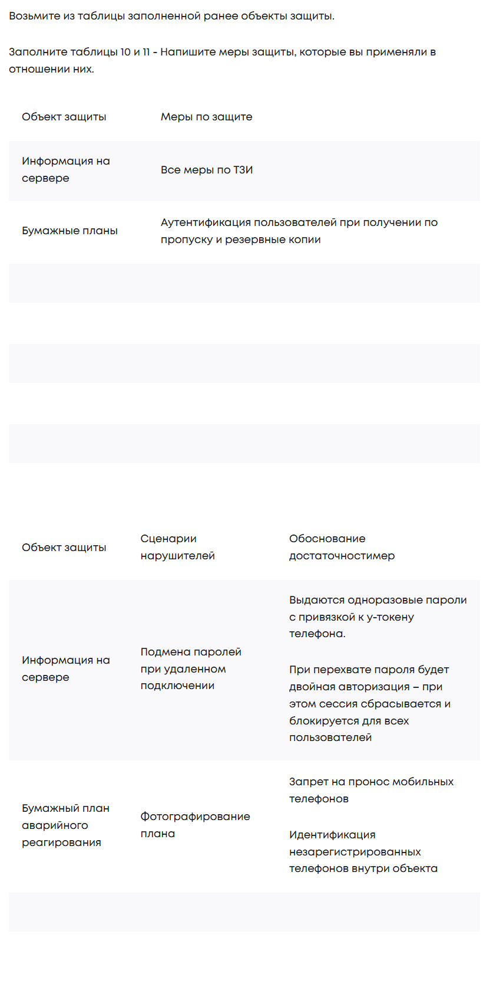 Возьмите из таблицы заполненной ранее объекты защиты.
Заполните таблицы 10 и 11 - Напишите меры защиты, которые вы применяли в
отношении них.
Объект защиты
Меры по защите
Информация на
сервере
Все меры по ТЗИ
Бумажные планы
Аутентификация пользователей при получении по
пропуску и резервные копии
Объект защиты
Сценарии
нарушителей
Обоснование
достаточностимер
Информация на
сервере
Подмена паролей
при удаленном
подключении
Выдаются одноразовые пароли
с привязкой к у-токену
телефона.
При перехвате пароля будет
двойная авторизация – при
этом сессия сбрасывается и
блокируется для всех
пользователей
Бумажный план
аварийного
реагирования
Фотографирование
плана
Запрет на пронос мобильных
телефонов
Идентификация
незарегистрированных
телефонов внутри объекта